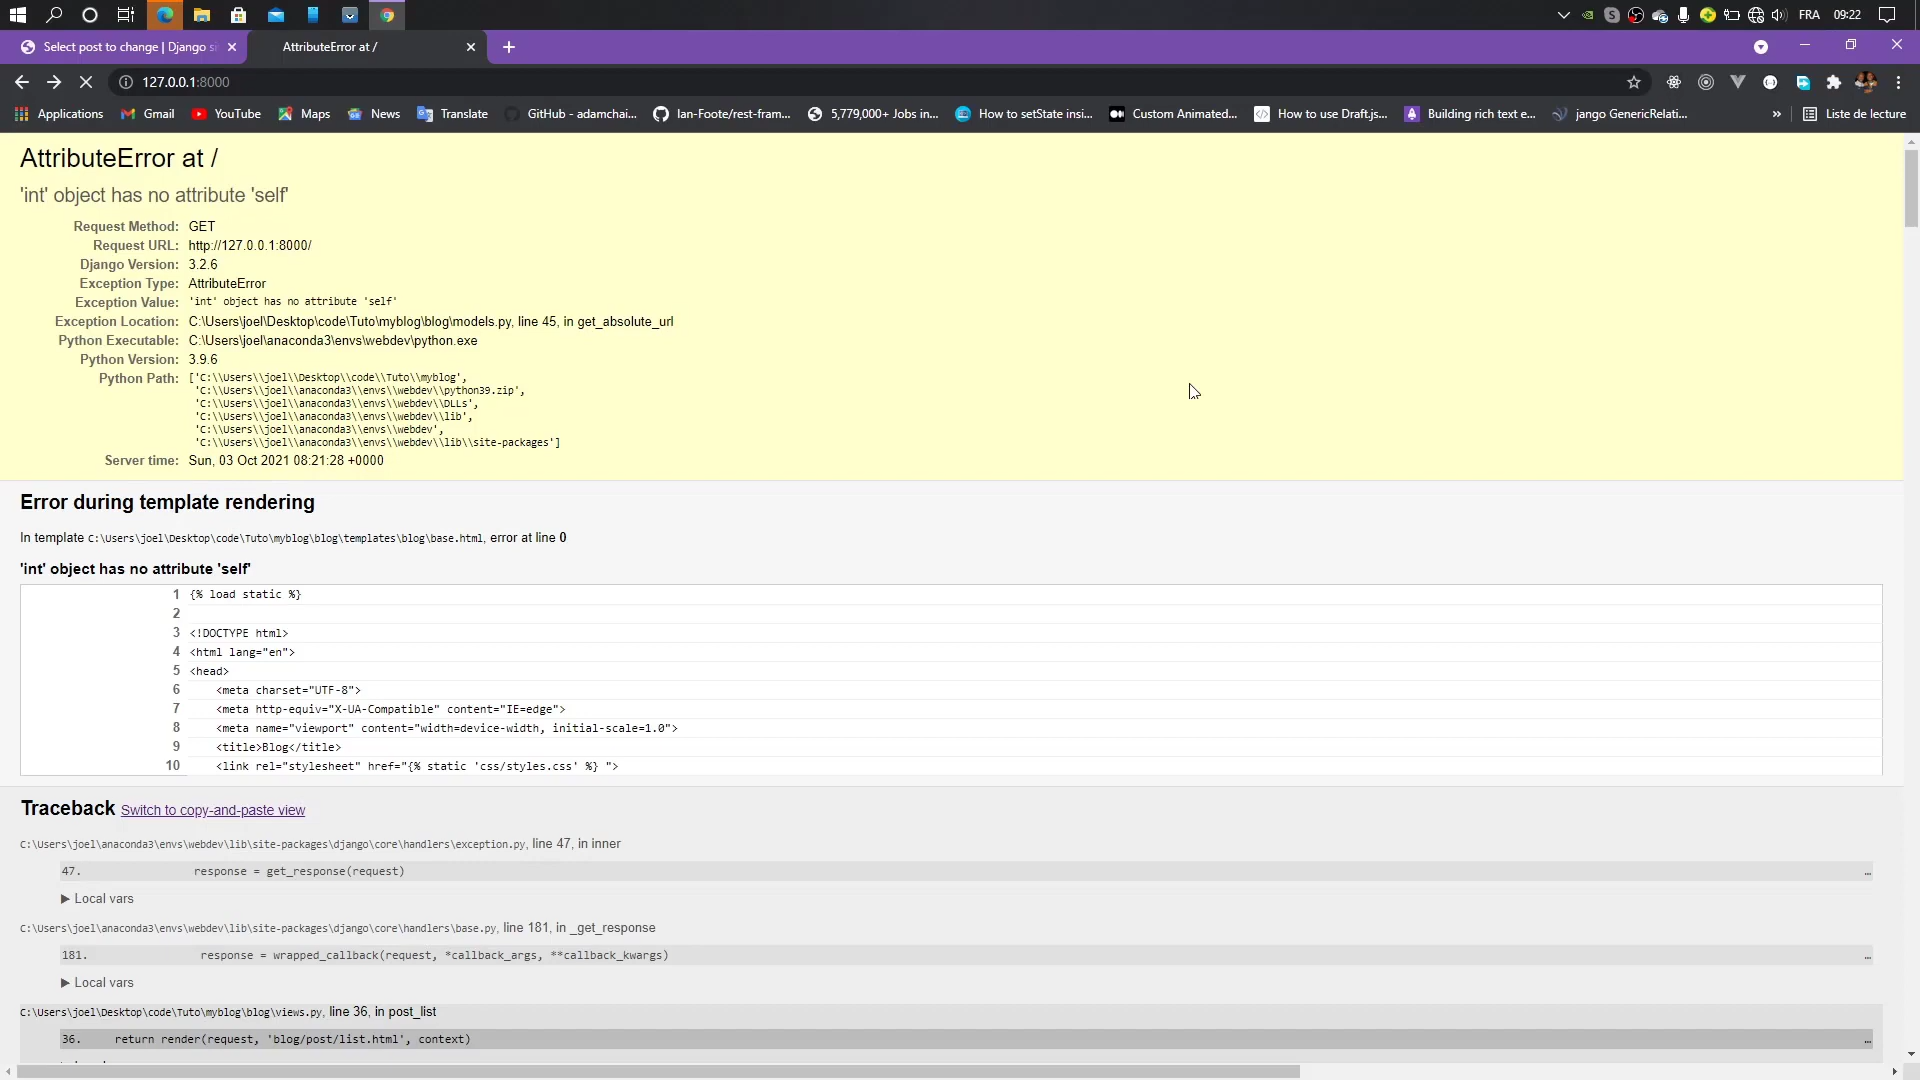 FRA
09:22
Select post to change | Django s
AttributeError at /
127.0.0.1:8000
Applications
Gmail
YouTube
Maps
News
Translate
GitHub - adamchai...
Ian-Foote/rest-fram...
5,779,000+ Jobs in...
How to setState insi...
Custom Animated...
How to use Draft.js...
Building rich text e...
jango GenericRelati...
»
Liste de lecture
AttributeError at /
'int' object has no attribute 'self'
Request Method: GET
Request URL: http://127.0.0.1:8000/
Django Version: 3.2.6
Exception Type: AttributeError
Exception Value: 'int' object has no attribute 'self'
Exception Location: C:\Users\joel\Desktop\code\Tuto\myblog\blog\models.py, line 45, in get_absolute_url
Python Executable: C:\Users\joel\anaconda3\envs\webdev\python.exe
Python Version: 3.9.6
Python Path: ['C:\\Users\\joel\\Desktop\\code\\Tuto\\myblog',
'C:\\Users\\joel\\anaconda3\\envs\\webdev\\python39.zip',
'C:\\Users\\joel\\anaconda3\\envs\\webdev\\DLLs',
'C:\\Users\\joel\\anaconda3\\envs\\webdev\\lib',
'C:\\Users\\joel\\anaconda3\\envs\\webdev',
'C:\\Users\\joel\\anaconda3\\envs\\webdev\\lib\\site-packages']
Server time: Sun, 03 Oct 2021 08:21:28 +0000
Error during template rendering
In template C:\Users\joel\Desktop\code\Tuto\myblog\blog\templates\blog\base.html, error at line 0
'int' object has no attribute 'self'
1 {% load static %}
2
3 <!DOCTYPE html>
4 <html lang="en">
5 <head>
6 <meta charset="UTF-8">
7 <meta http-equiv="X-UA-Compatible" content="IE=edge">
8 <meta name="viewport" content="width=device-width, initial-scale=1.0">
9 <title>Blog</title>
10 <link rel="stylesheet" href="{% static 'css/styles.css' %} ">
Traceback Switch to copy-and-paste view
C:\Users\joel\anaconda3\envs\webdev\lib\site-packages\django\core\handlers\exception.py, line 47, in inner
47. response = get_response(request) …
▶ Local vars
C:\Users\joel\anaconda3\envs\webdev\lib\site-packages\django\core\handlers\base.py, line 181, in _get_response
181. response = wrapped_callback(request, *callback_args, **callback_kwargs) …
▶ Local vars
C:\Users\joel\Desktop\code\Tuto\myblog\blog\views.py, line 36, in post_list
36. return render(request, 'blog/post/list.html', context) …